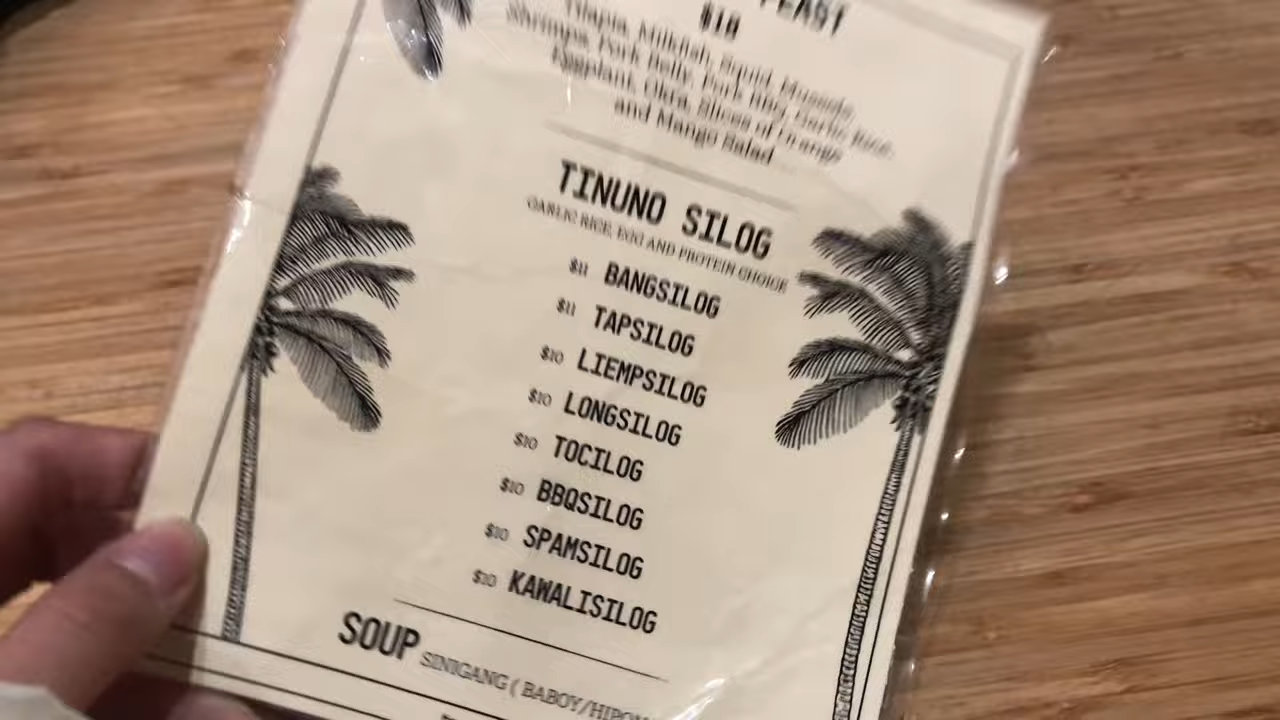 FEAST
$10
Tilapia, Milkfish, Squid, Mussels,
Shrimps, Pork Belly, Pork BBQ, Garlic Rice,
Eggplant, Okra, Slices of Orange
and Mango Salad
TINUNO SILOG
GARLIC RICE, EGG AND PROTEIN CHOICE
$11 BANGSILOG
$11 TAPSILOG
$10 LIEMPSILOG
$10 LONGSILOG
$10 TOCILOG
$10 BBQSILOG
$10 SPAMSILOG
$10 KAWALISILOG
SOUP SINIGANG ( BABOY/HIPON